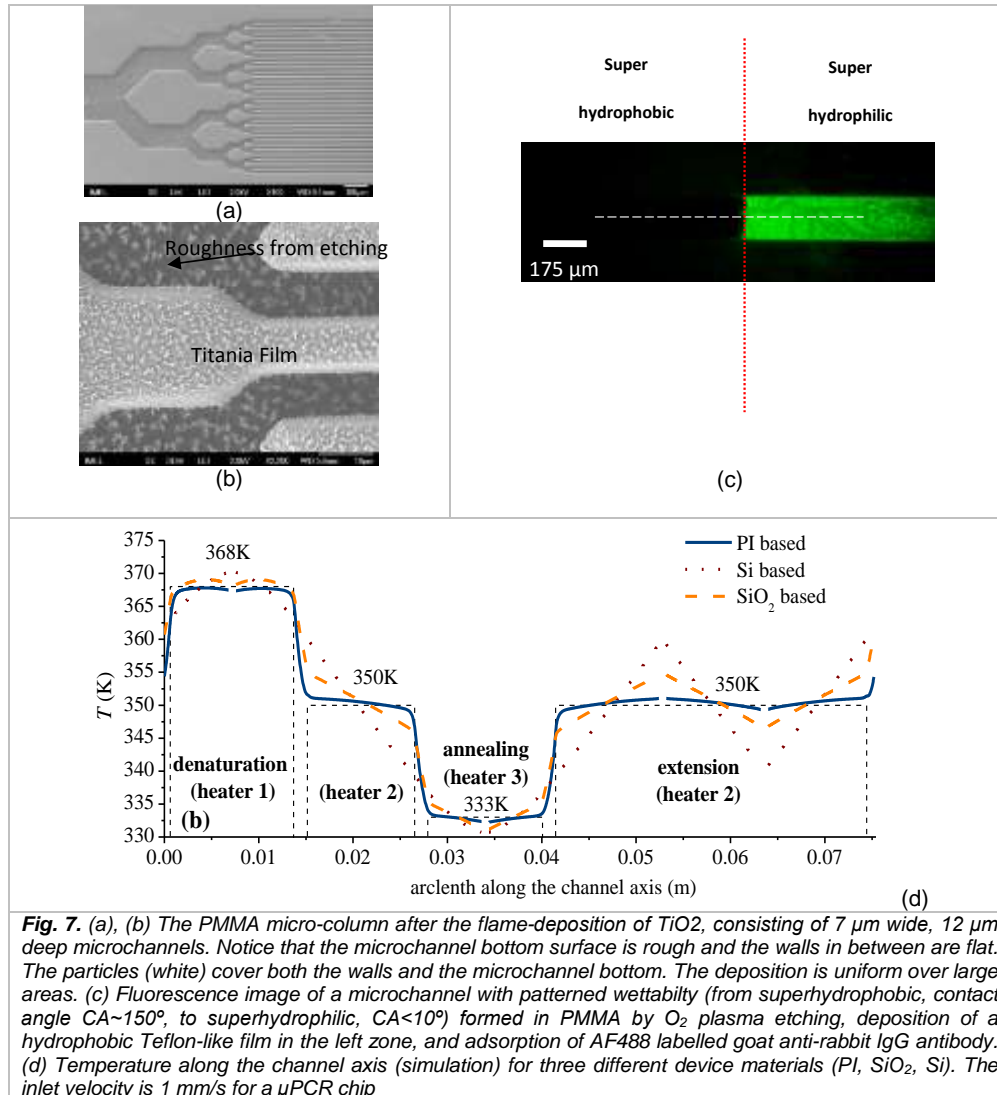 (a)
Roughness from etching
Titania Film
(b)
Super
hydrophobic
Super
hydrophilic
175 µm
(c)
375
370
365
360
355
350
345
340
335
330
T (K)
368K
350K
333K
350K
PI based
Si based
SiO2 based
denaturation
(heater 1)
(heater 2)
annealing
(heater 3)
extension
(heater 2)
(b)
0.00 0.01 0.02 0.03 0.04 0.05 0.06 0.07
arclenth along the channel axis (m)
(d)
Fig. 7. (a), (b) The PMMA micro-column after the flame-deposition of TiO2, consisting of 7 µm wide, 12 µm
deep microchannels. Notice that the microchannel bottom surface is rough and the walls in between are flat.
The particles (white) cover both the walls and the microchannel bottom. The deposition is uniform over large
areas. (c) Fluorescence image of a microchannel with patterned wettabilty (from superhydrophobic, contact
angle CA~150º, to superhydrophilic, CA<10º) formed in PMMA by O2 plasma etching, deposition of a
hydrophobic Teflon-like film in the left zone, and adsorption of AF488 labelled goat anti-rabbit IgG antibody.
(d) Temperature along the channel axis (simulation) for three different device materials (PI, SiO2, Si). The
inlet velocity is 1 mm/s for a µPCR chip